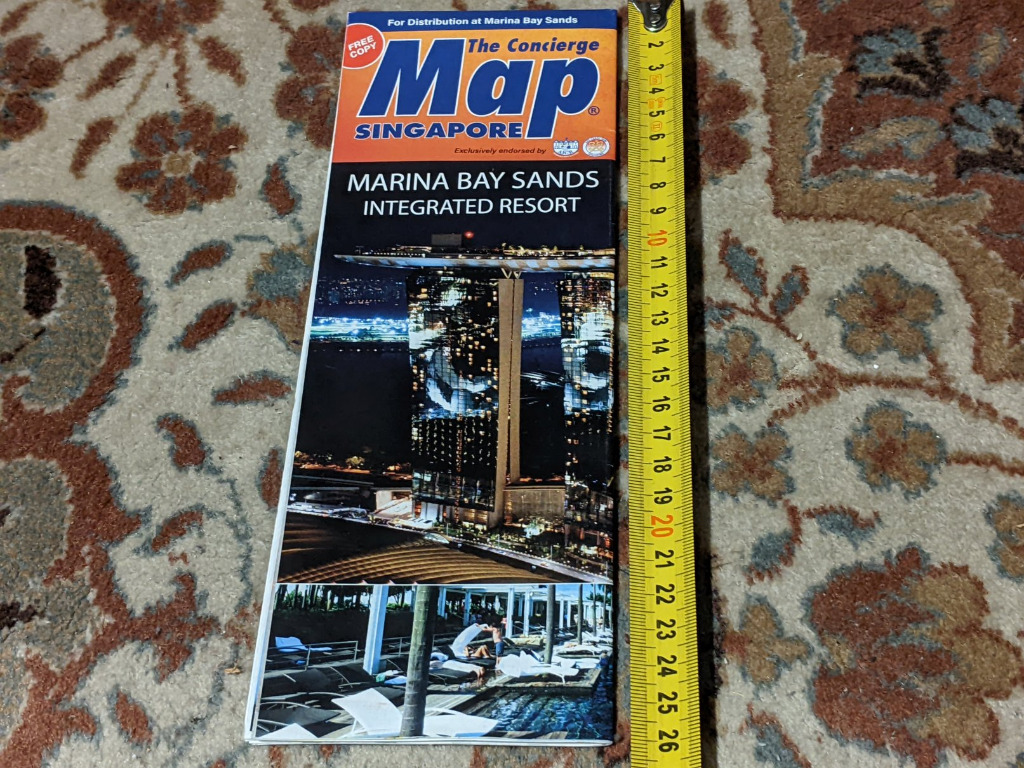 For Distribution at Marina Bay Sands
FREE
COPY
The Concierge
Map®
SINGAPORE
Exclusively endorsed by
MARINA BAY SANDS
INTEGRATED RESORT
2
3
4
5
6
7
8
9
10
11
12
13
14
15
16
17
18
19
20
21
22
23
24
25
26